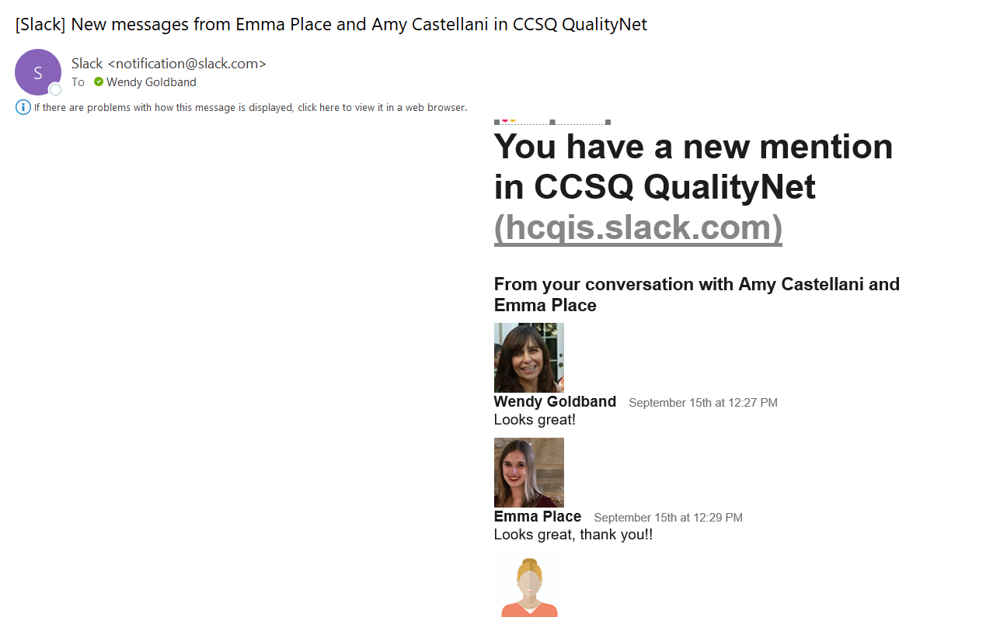 [Slack] New messages from Emma Place and Amy Castellani in CCSQ QualityNet
S
Slack <notification@slack.com>
To Wendy Goldband
If there are problems with how this message is displayed, click here to view it in a web browser.
You have a new mention
in CCSQ QualityNet
(hcqis.slack.com)
From your conversation with Amy Castellani and
Emma Place
Wendy Goldband September 15th at 12:27 PM
Looks great!
Emma Place September 15th at 12:29 PM
Looks great, thank you!!